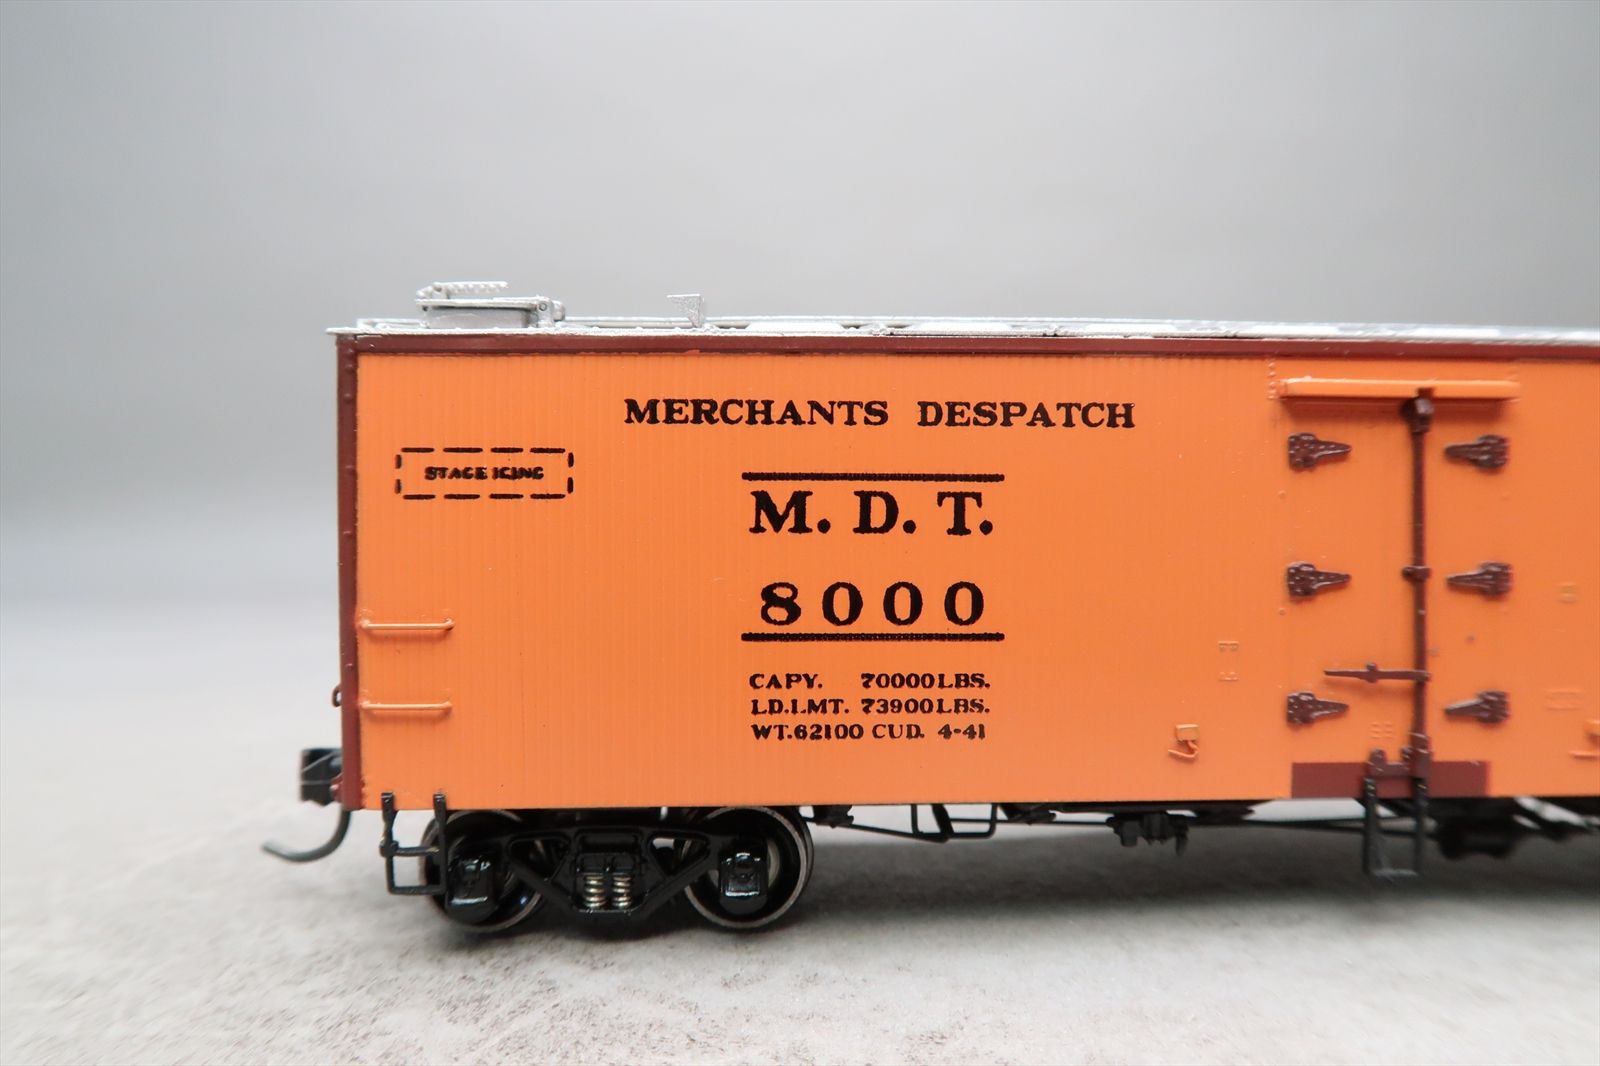 MERCHANTS DESPATCH
STAGE ICING
M. D. T.
8000
CAPY. 70000 LBS.
LD.LMT. 73900 LBS.
WT. 62100 CUD. 4-41